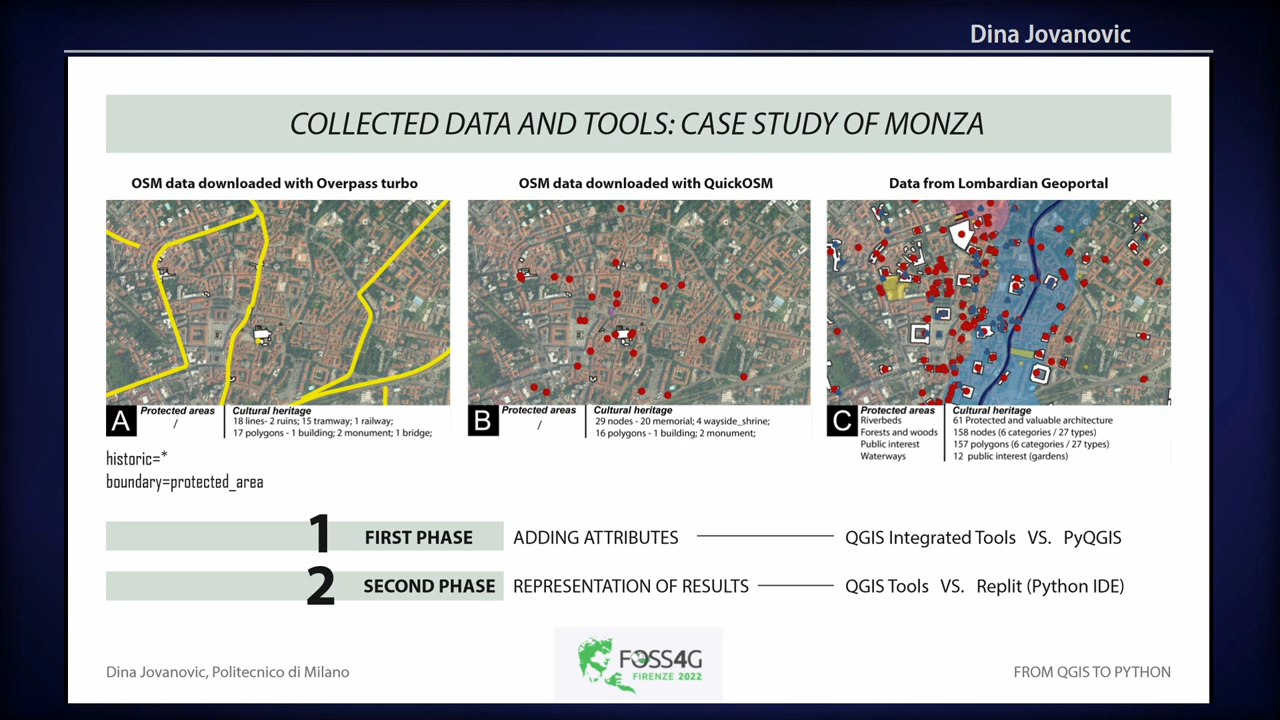 Dina Jovanovic
COLLECTED DATA AND TOOLS: CASE STUDY OF MONZA
OSM data downloaded with Overpass turbo
OSM data downloaded with QuickOSM
Data from Lombardian Geoportal
A
Protected areas
/
Cultural heritage
18 lines- 2 ruins; 15 tramway; 1 railway;
17 polygons - 1 building; 2 monument; 1 bridge;
B
Protected areas
/
Cultural heritage
29 nodes - 20 memorial; 4 wayside_shrine;
16 polygons - 1 building; 2 monument;
C
Protected areas
Riverbeds
Forests and woods
Public interest
Waterways
Cultural heritage
61 Protected and valuable architecture
158 nodes (6 categories / 27 types)
157 polygons (6 categories / 27 types)
12 public interest (gardens)
historic=*
boundary=protected_area
1 FIRST PHASE ADDING ATTRIBUTES QGIS Integrated Tools VS. PyQGIS
2 SECOND PHASE REPRESENTATION OF RESULTS QGIS Tools VS. Replit (Python IDE)
FOSS4G
FIRENZE 2022
Dina Jovanovic, Politecnico di Milano
FROM QGIS TO PYTHON